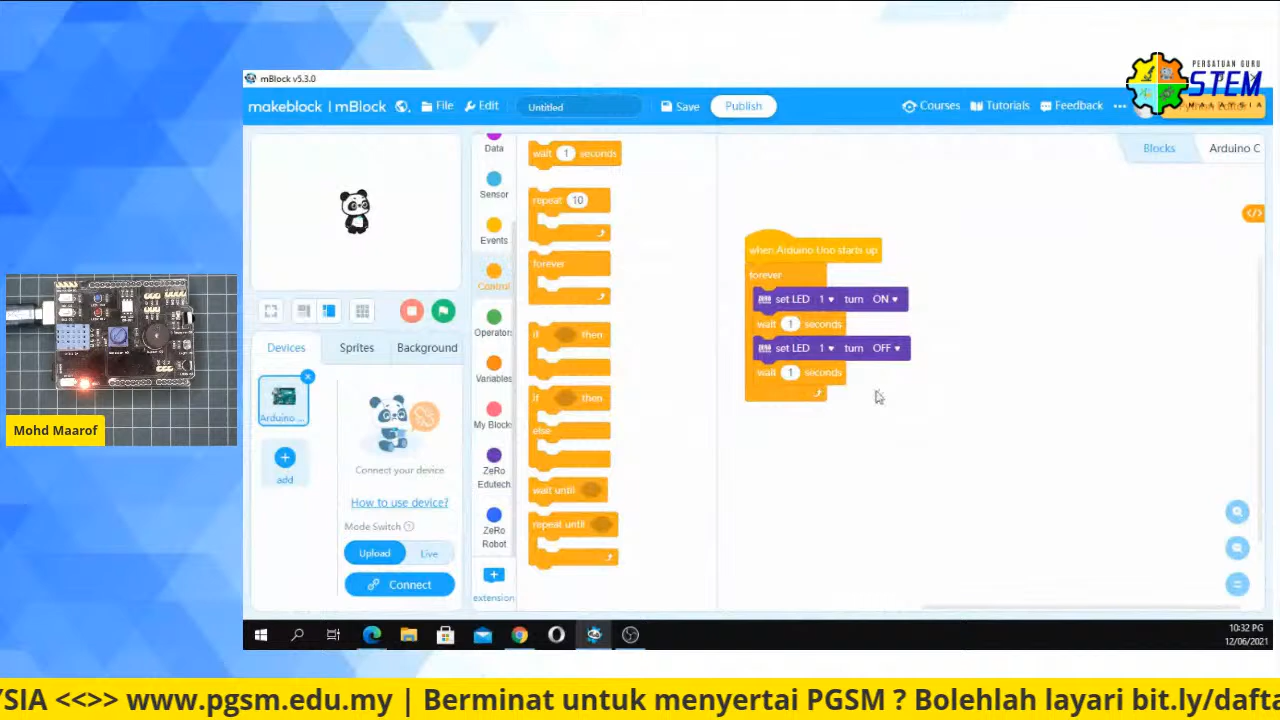 PERSATUAN GURU
STEM
MALAYSIA
mBlock v5.3.0
makeblock | mBlock
File
Edit
Untitled
Save
Publish
Courses
Tutorials
Feedback
Data
Sensor
Events
Control
Operators
Variables
My Blocks
ZeRo
Edutech
ZeRo
Robot
extension
wait 1 seconds
repeat 10
forever
if then
if then
else
wait until
repeat until
Blocks
Arduino C
when Arduino Uno starts up
forever
set LED 1 turn ON
wait 1 seconds
set LED 1 turn OFF
wait 1 seconds
Devices
Sprites
Background
Arduino ...
add
Connect your device
How to use device?
Mode Switch
Upload
Live
Connect
Mohd Maarof
10:32 PG
12/06/2021
YSIA <<>> www.pgsm.edu.my | Berminat untuk menyertai PGSM ? Bolehlah layari bit.ly/dafta